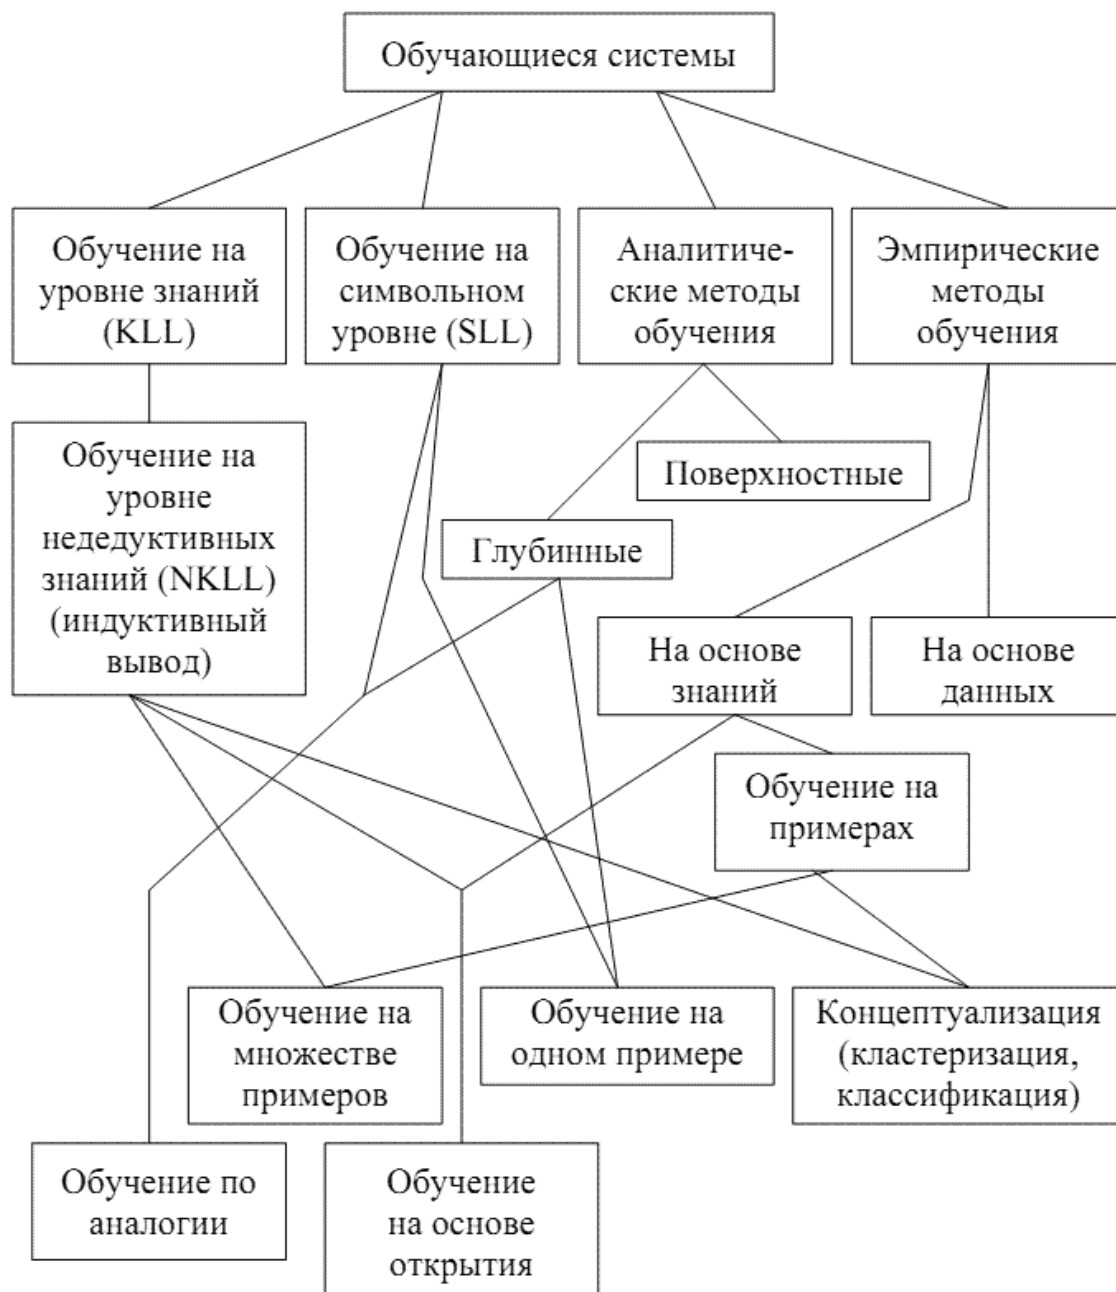 Обучающиеся системы
Обучение на
уровне знаний
(KLL)
Обучение на
символьном
уровне (SLL)
Аналитиче-
ские методы
обучения
Эмпирические
методы
обучения
Обучение на
уровне
недедуктивных
знаний (NKLL)
(индуктивный
вывод)
Поверхностные
Глубинные
На основе
знаний
На основе
данных
Обучение на
примерах
Обучение на
множестве
примеров
Обучение на
одном примере
Концептуализация
(кластеризация,
классификация)
Обучение по
аналогии
Обучение
на основе
открытия